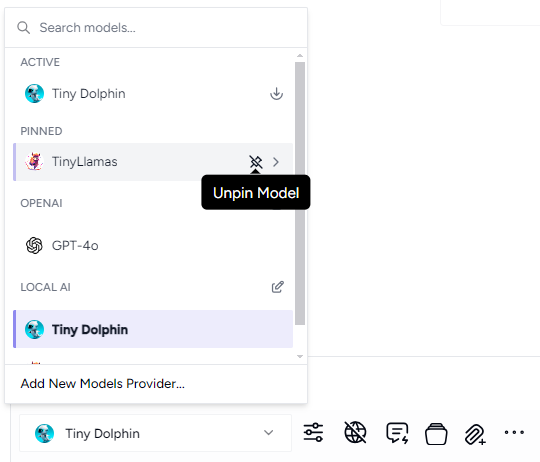 Search models...
ACTIVE
Tiny Dolphin
PINNED
TinyLlamas
Unpin Model
OPENAI
GPT-4o
LOCAL AI
Tiny Dolphin
Add New Models Provider...
Tiny Dolphin